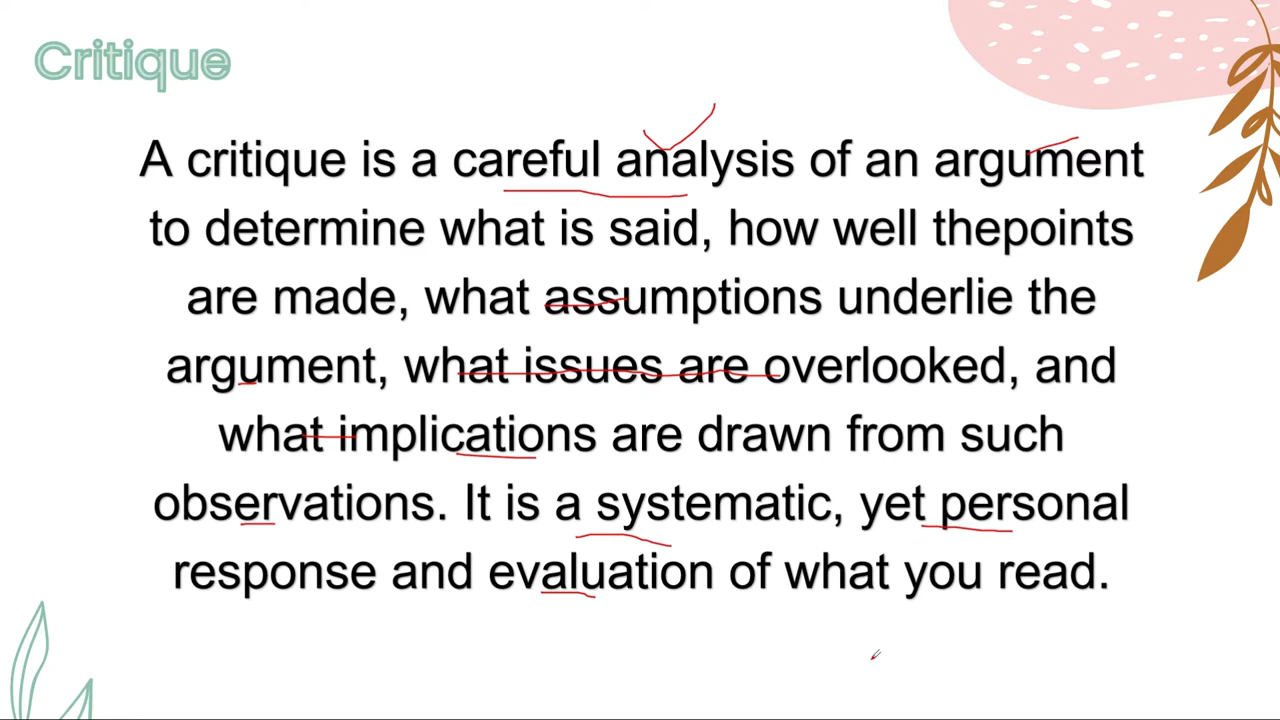 Critique
A critique is a careful analysis of an argument
to determine what is said, how well thepoints
are made, what assumptions underlie the
argument, what issues are overlooked, and
what implications are drawn from such
observations. It is a systematic, yet personal
response and evaluation of what you read.